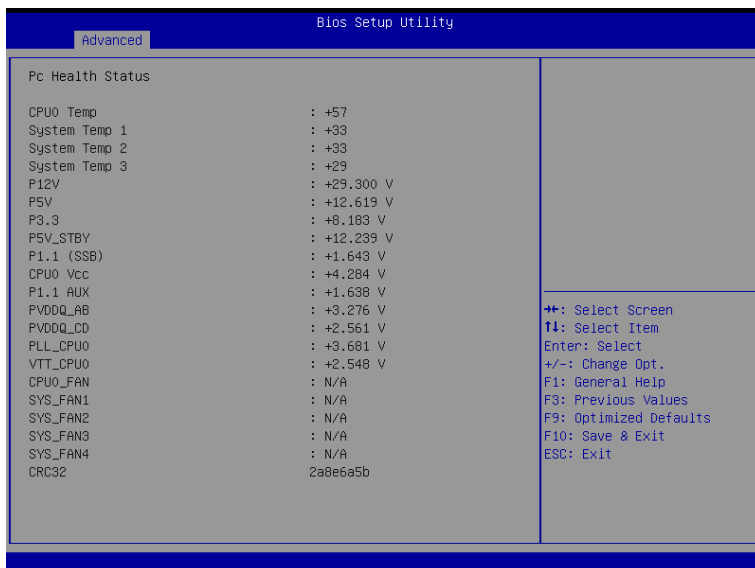 Bios Setup Utility
Advanced
Pc Health Status
CPU0 Temp : +57
System Temp 1 : +33
System Temp 2 : +33
System Temp 3 : +29
P12V : +29.300 V
P5V : +12.619 V
P3.3 : +8.183 V
P5V_STBY : +12.239 V
P1.1 (SSB) : +1.643 V
CPU0 Vcc : +4.284 V
P1.1 AUX : +1.638 V
PVDDQ_AB : +3.276 V
PVDDQ_CD : +2.561 V
PLL_CPU0 : +3.681 V
VTT_CPU0 : +2.548 V
CPU0_FAN : N/A
SYS_FAN1 : N/A
SYS_FAN2 : N/A
SYS_FAN3 : N/A
SYS_FAN4 : N/A
CRC32 2a8e6a5b
→←: Select Screen
↑↓: Select Item
Enter: Select
+/-: Change Opt.
F1: General Help
F3: Previous Values
F9: Optimized Defaults
F10: Save & Exit
ESC: Exit